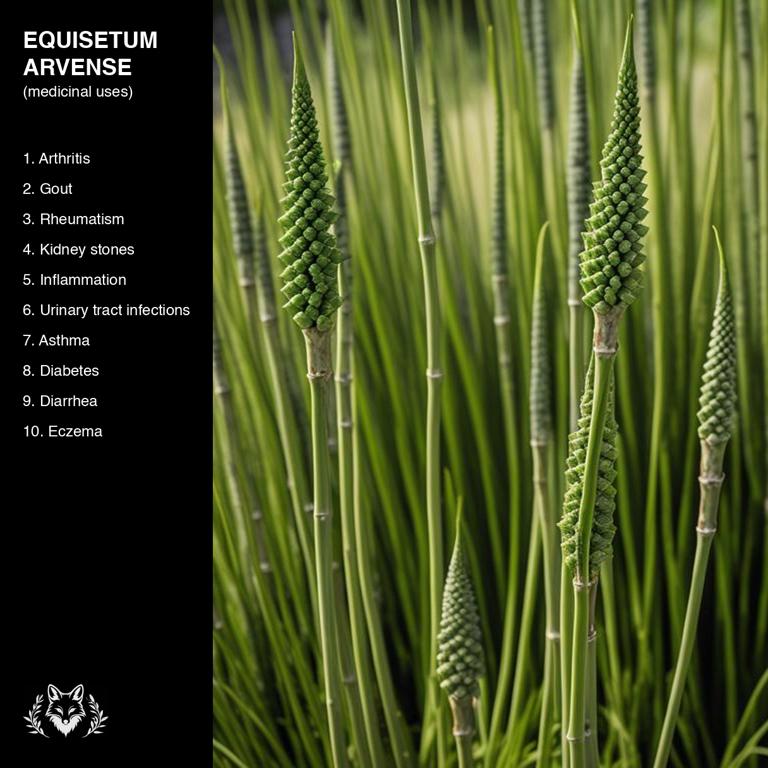 EQUISETUM
ARVENSE
(medicinal uses)
1. Arthritis
2. Gout
3. Rheumatism
4. Kidney stones
5. Inflammation
6. Urinary tract infections
7. Asthma
8. Diabetes
9. Diarrhea
10. Eczema